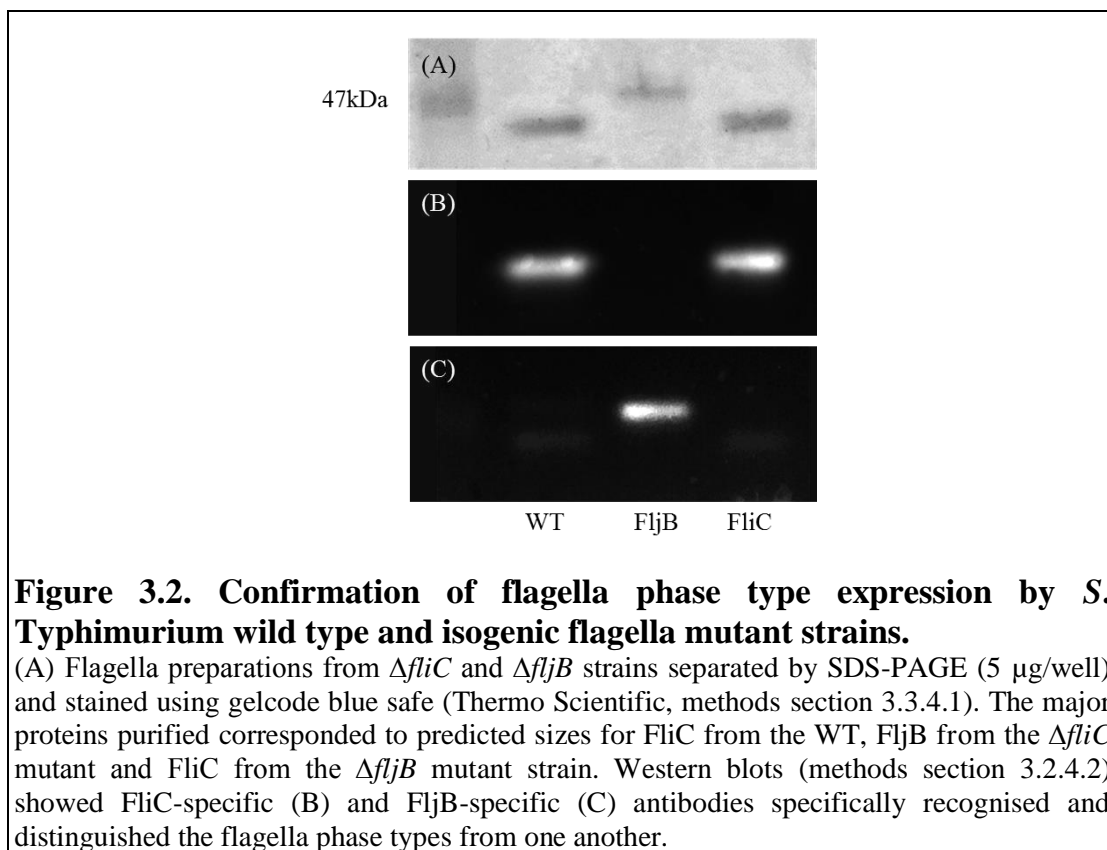 (A)
47kDa
(B)
(C)
WT FljB FliC
Figure 3.2. Confirmation of flagella phase type expression by S.
Typhimurium wild type and isogenic flagella mutant strains.
(A) Flagella preparations from ΔfliC and ΔfljB strains separated by SDS-PAGE (5 µg/well)
and stained using gelcode blue safe (Thermo Scientific, methods section 3.3.4.1). The major
proteins purified corresponded to predicted sizes for FliC from the WT, FljB from the ΔfliC
mutant and FliC from the ΔfljB mutant strain. Western blots (methods section 3.2.4.2)
showed FliC-specific (B) and FljB-specific (C) antibodies specifically recognised and
distinguished the flagella phase types from one another.